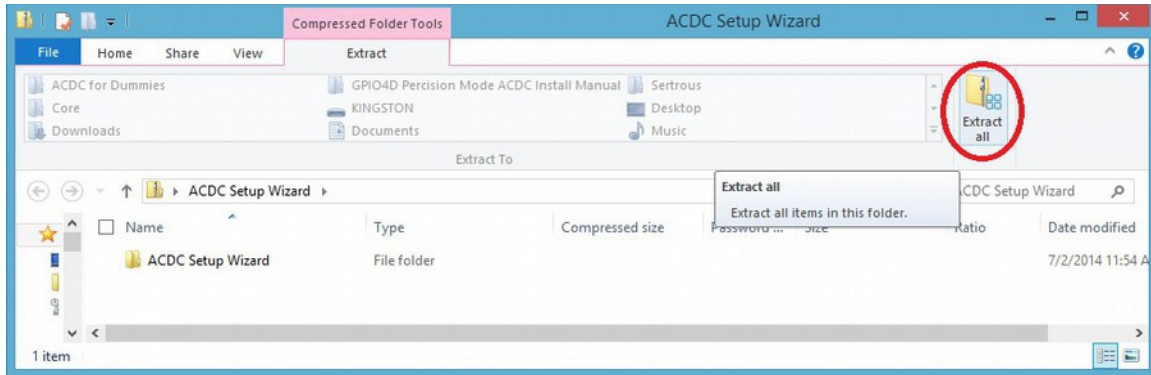 Compressed Folder Tools
ACDC Setup Wizard
File Home Share View Extract
ACDC for Dummies GPIO4D Percision Mode ACDC Install Manual Sertrous
Core KINGSTON Desktop
Downloads Documents Music
Extract all
Extract To
ACDC Setup Wizard
CDC Setup Wizard
Extract all
Extract all items in this folder.
Name Type Compressed size Password ... Size Ratio Date modified
ACDC Setup Wizard File folder 7/2/2014 11:54 A
1 item